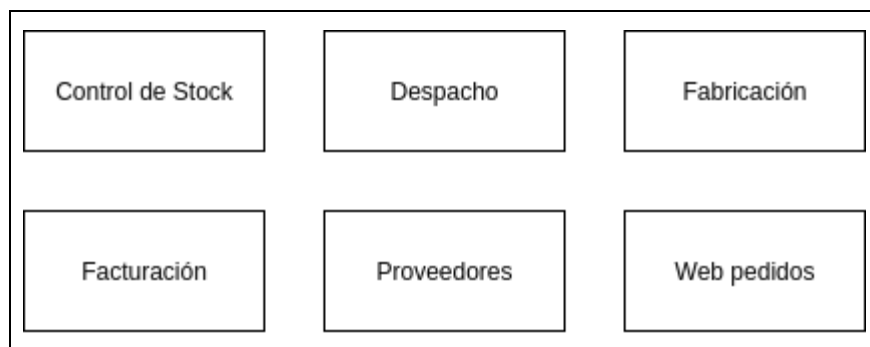 Control de Stock
Despacho
Fabricación
Facturación
Proveedores
Web pedidos